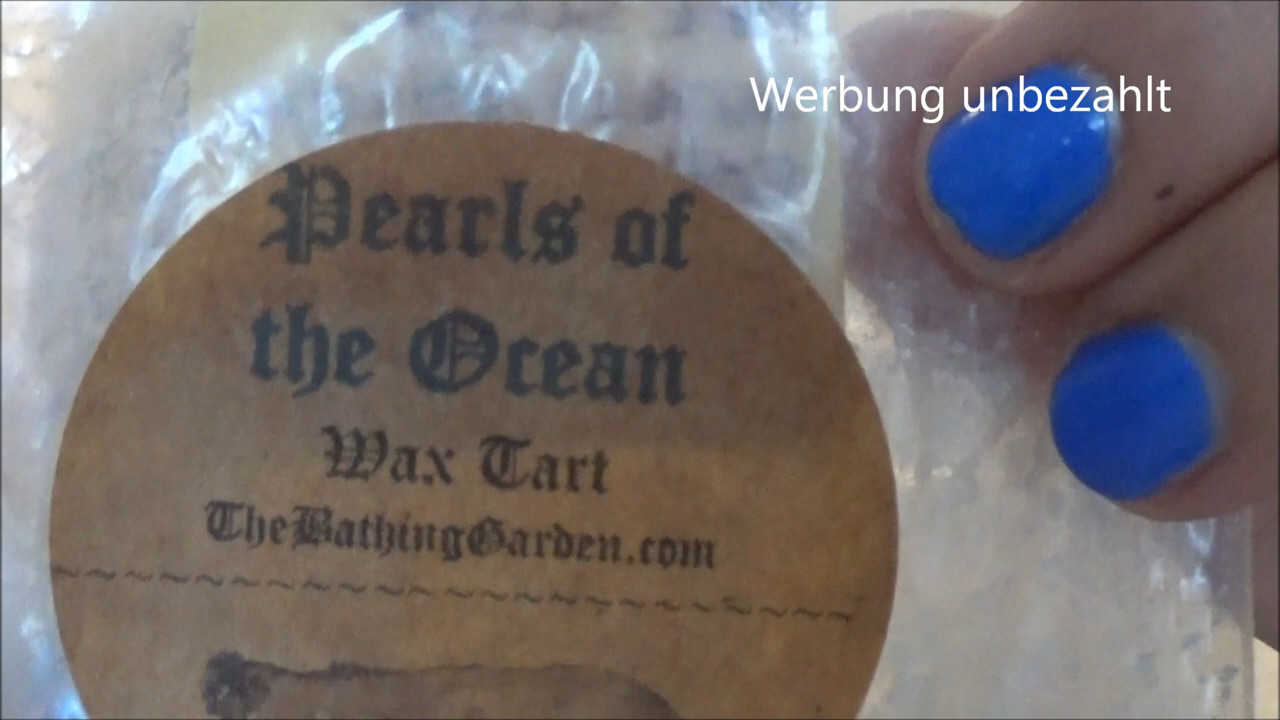 Werbung unbezahlt
Pearls of
the Ocean
Wax Tart
TheBathingGarden.com